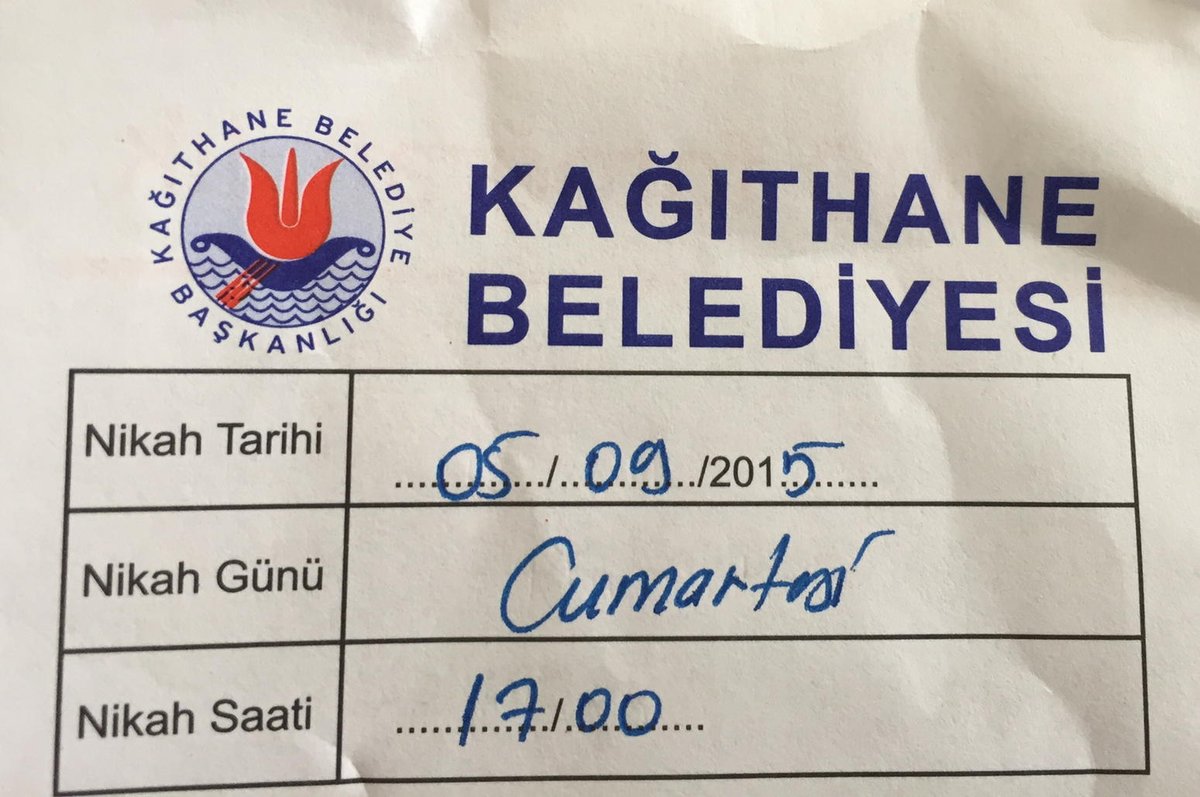 KAĞITHANE BELEDİYE
BAŞKANLIĞI
KAĞITHANE
BELEDİYESİ
Nikah Tarihi 05/09/2015
Nikah Günü Cumartesi
Nikah Saati 17/00